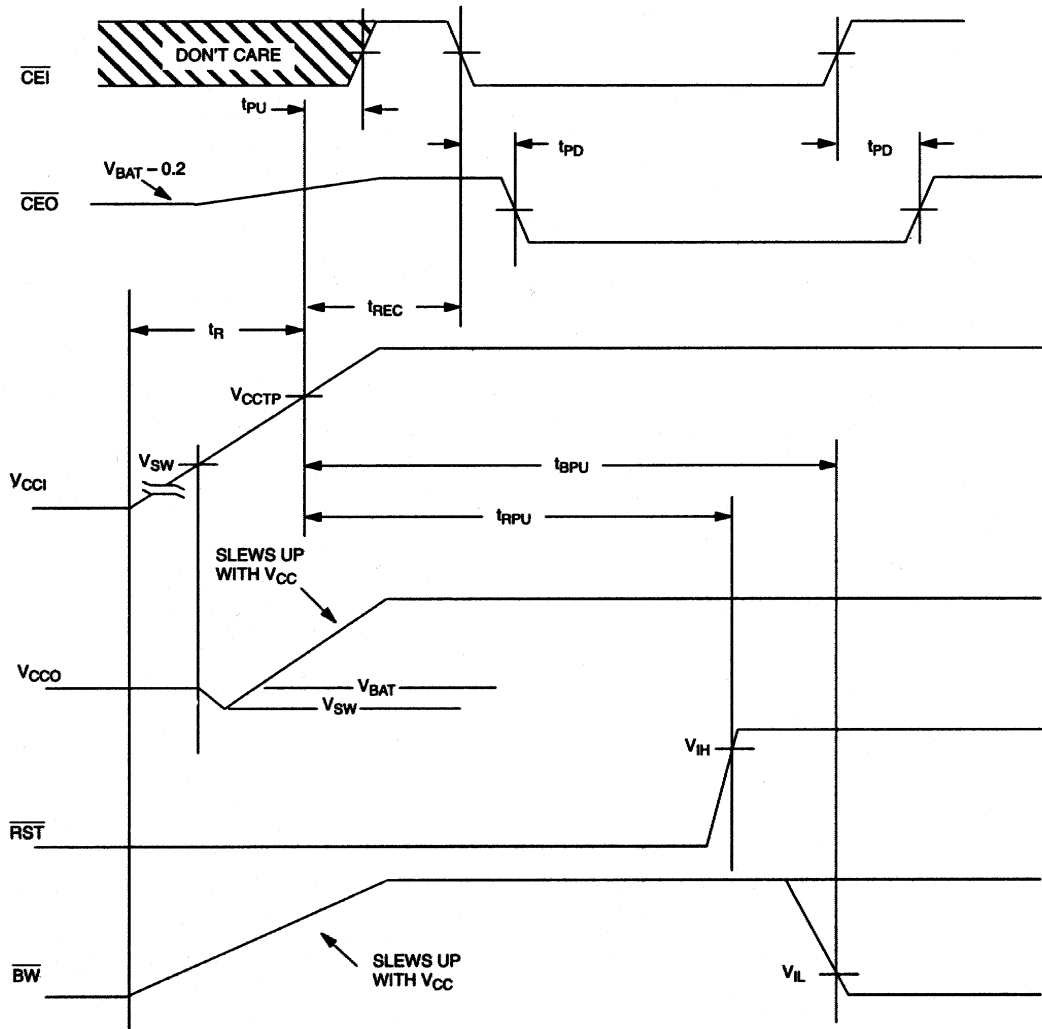 DON'T CARE
CEI
tPU
tPD
tPD
VBAT – 0.2
CEO
tREC
tR
VCCTP
VSW
tBPU
VCCI
tRPU
SLEWS UP
WITH VCC
VCCO
VBAT
VSW
VIH
RST
SLEWS UP
WITH VCC
BW
VIL